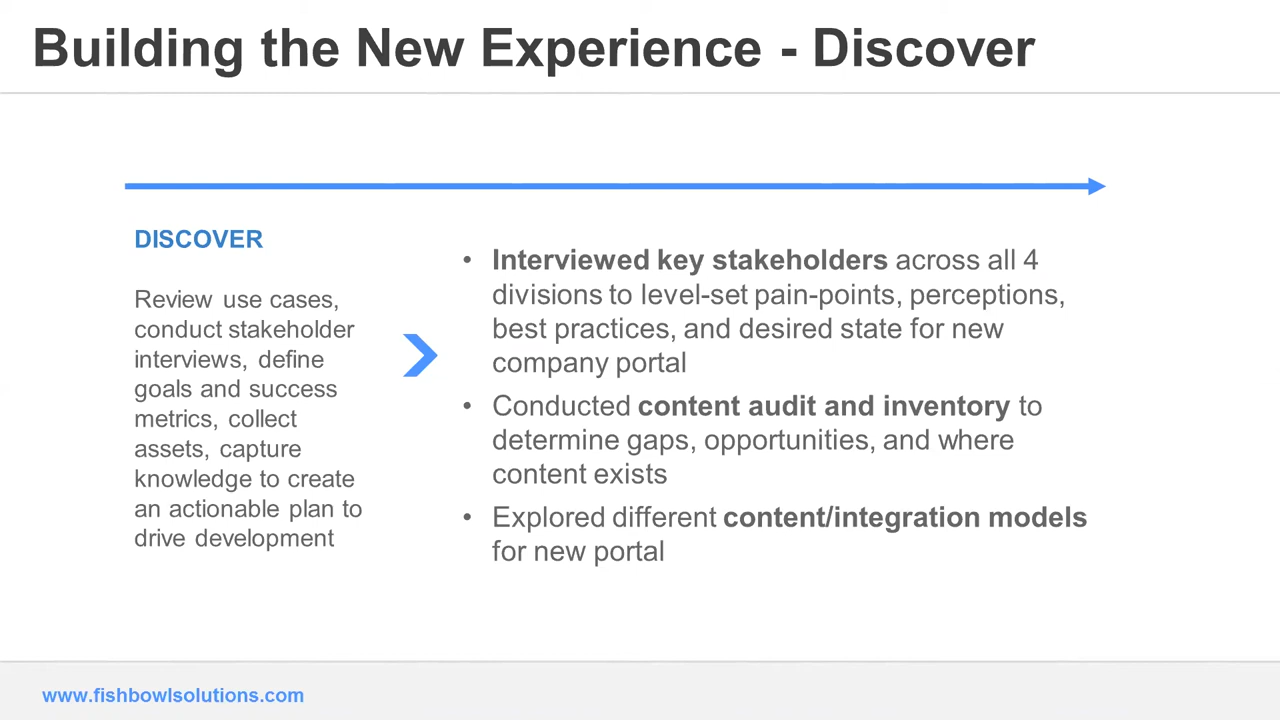 Building the New Experience - Discover
DISCOVER
Review use cases,
conduct stakeholder
interviews, define
goals and success
metrics, collect
assets, capture
knowledge to create
an actionable plan to
drive development
• Interviewed key stakeholders across all 4
divisions to level-set pain-points, perceptions,
best practices, and desired state for new
company portal
• Conducted content audit and inventory to
determine gaps, opportunities, and where
content exists
• Explored different content/integration models
for new portal
www.fishbowlsolutions.com